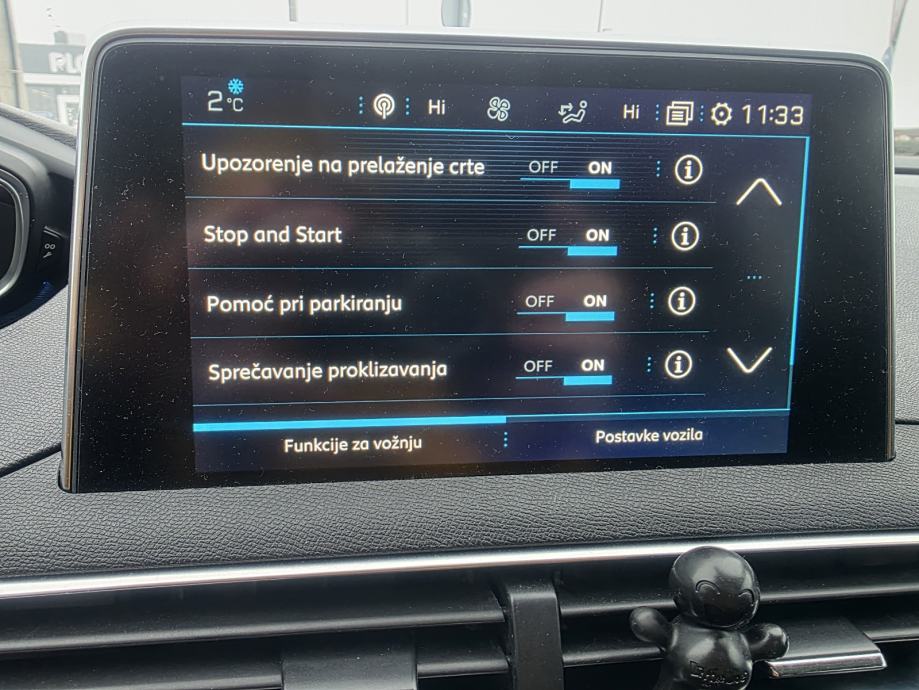 2 °C Hi Hi 11:33
Upozorenje na prelaženje crte OFF ON
Stop and Start OFF ON
Pomoć pri parkiranju OFF ON
Sprečavanje proklizavanja OFF ON
Funkcije za vožnju Postavke vozila